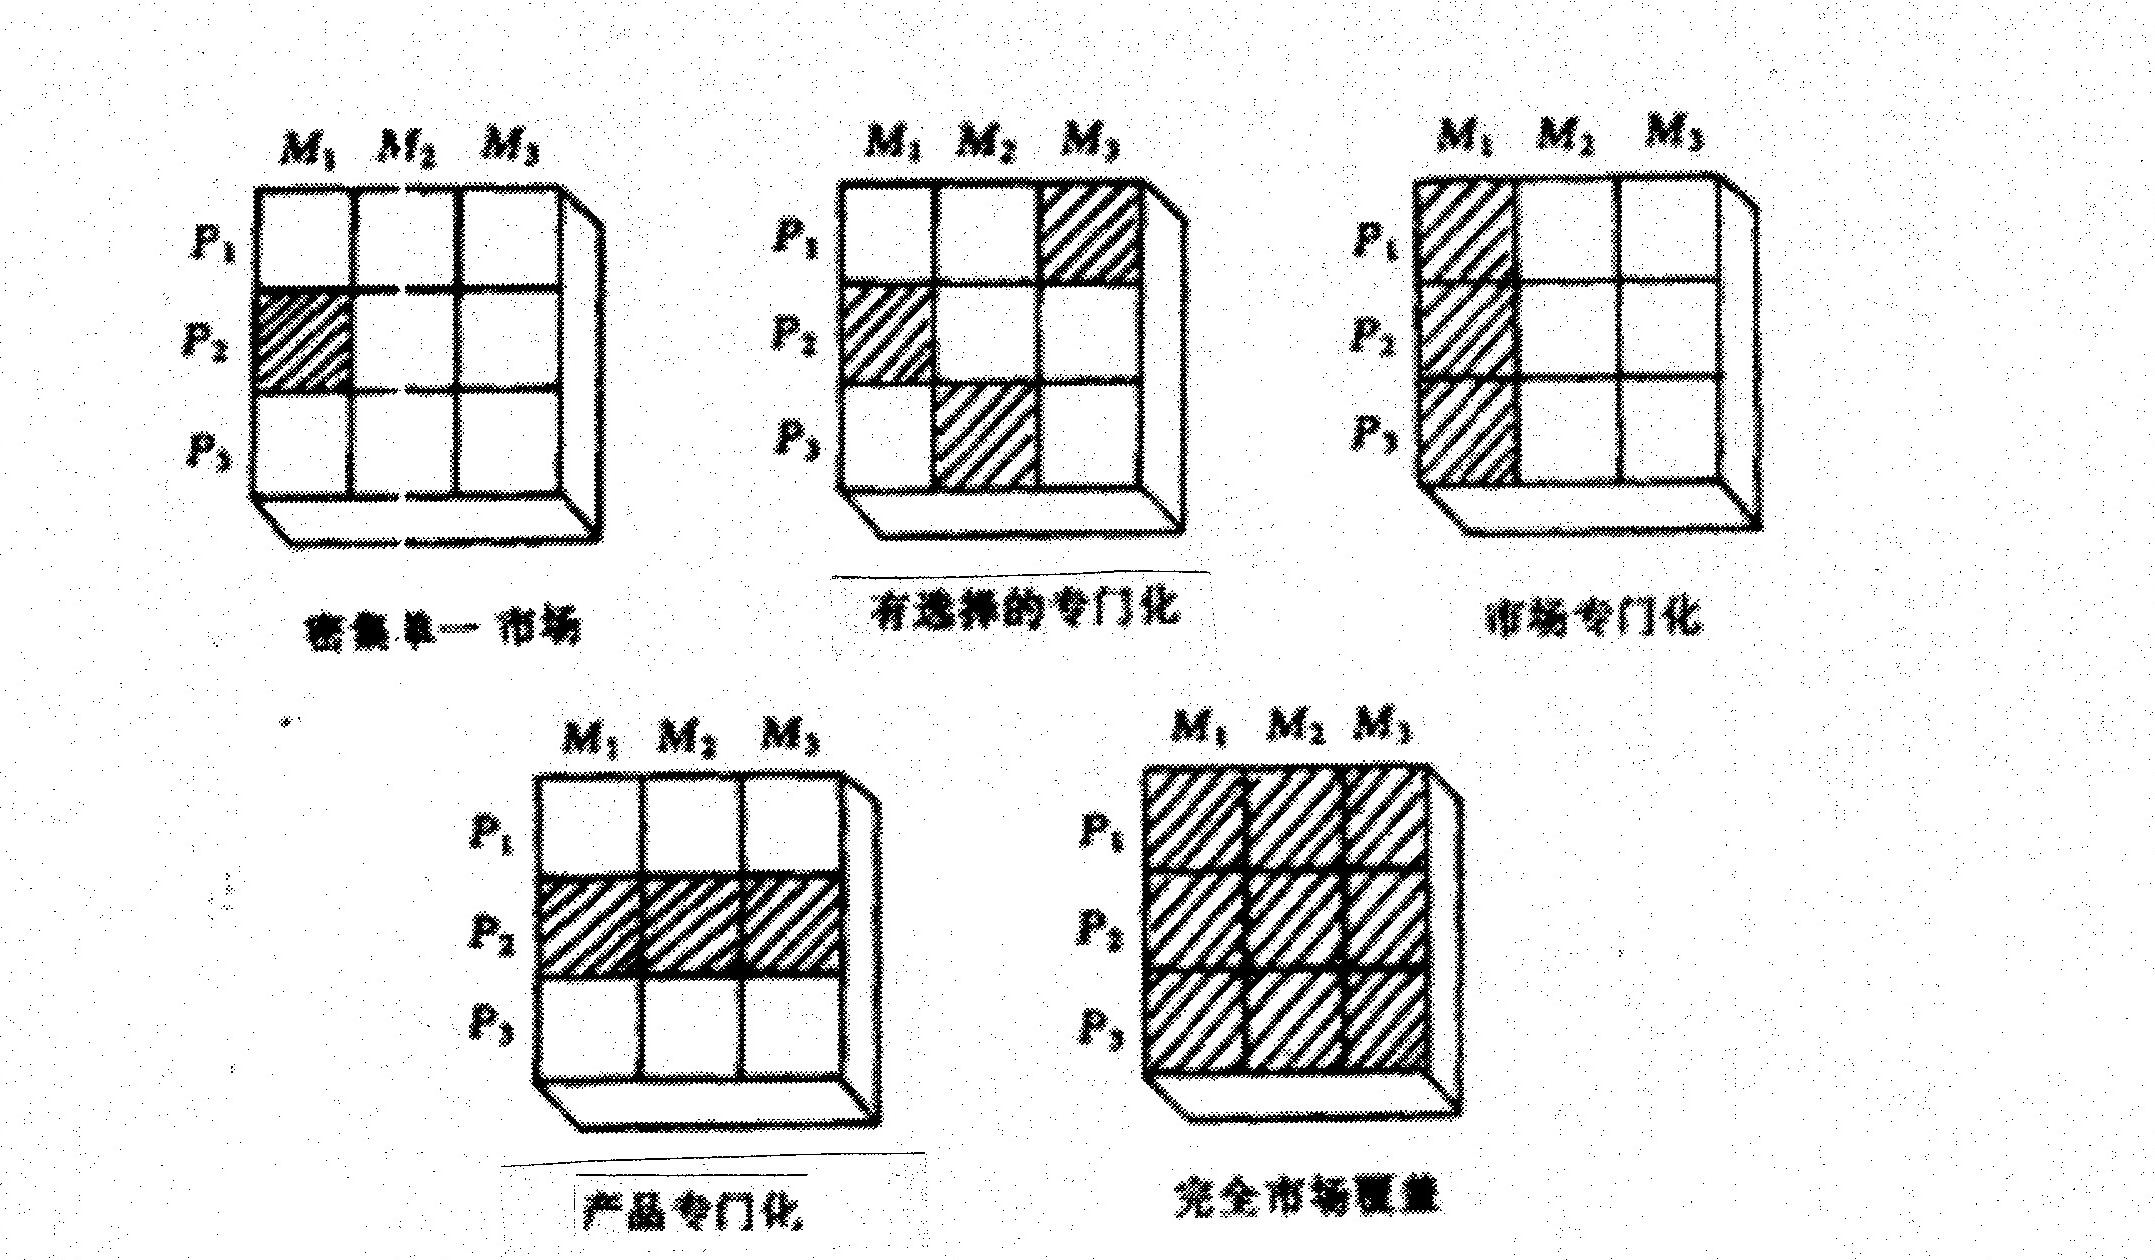 M₁ M₂ M₃
P₁
P₂
P₃
密集单一市场
M₁ M₂ M₃
P₁
P₂
P₃
有选择的专门化
M₁ M₂ M₃
P₁
P₂
P₃
市场专门化
M₁ M₂ M₃
P₁
P₂
P₃
产品专门化
M₁ M₂ M₃
P₁
P₂
P₃
完全市场覆盖